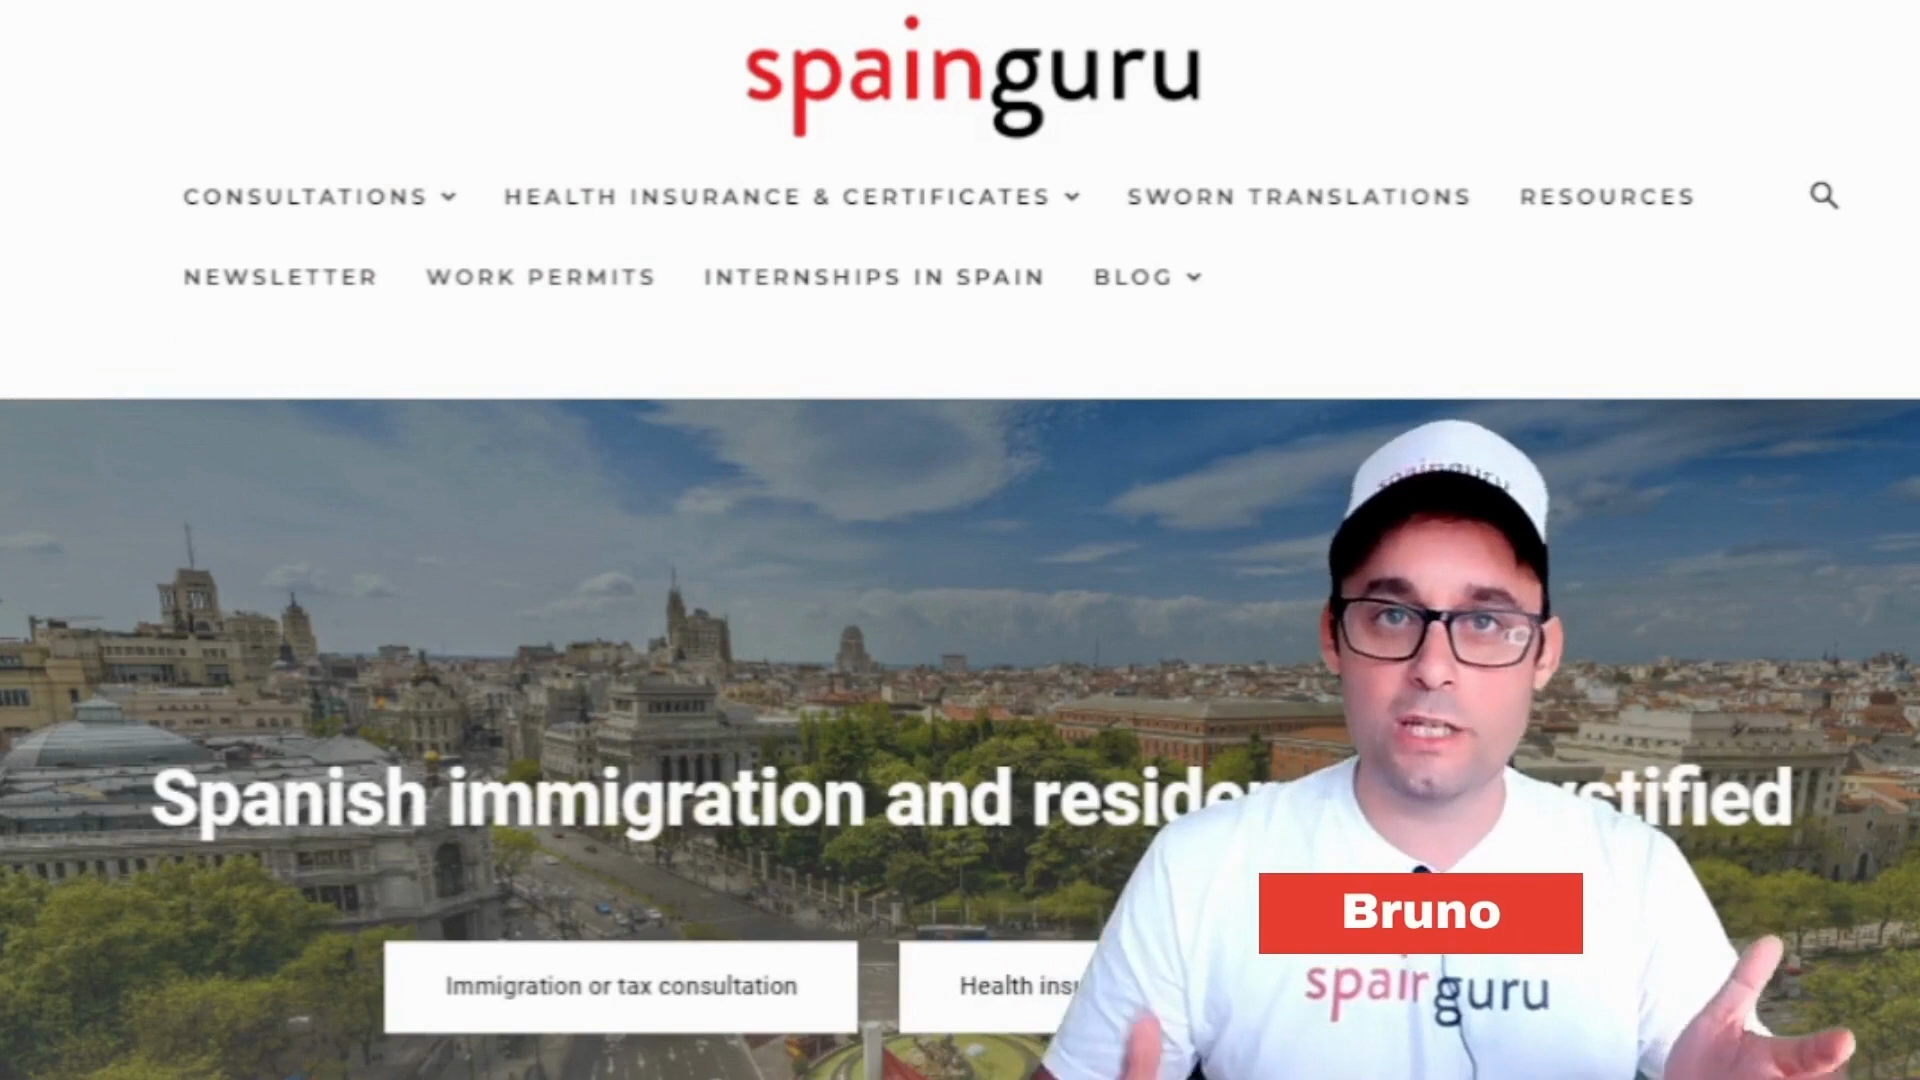 spainguru
CONSULTATIONS HEALTH INSURANCE & CERTIFICATES SWORN TRANSLATIONS RESOURCES
NEWSLETTER WORK PERMITS INTERNSHIPS IN SPAIN BLOG
spainguru
Spanish immigration and
Bruno
spainguru
Immigration or tax consultation
Health